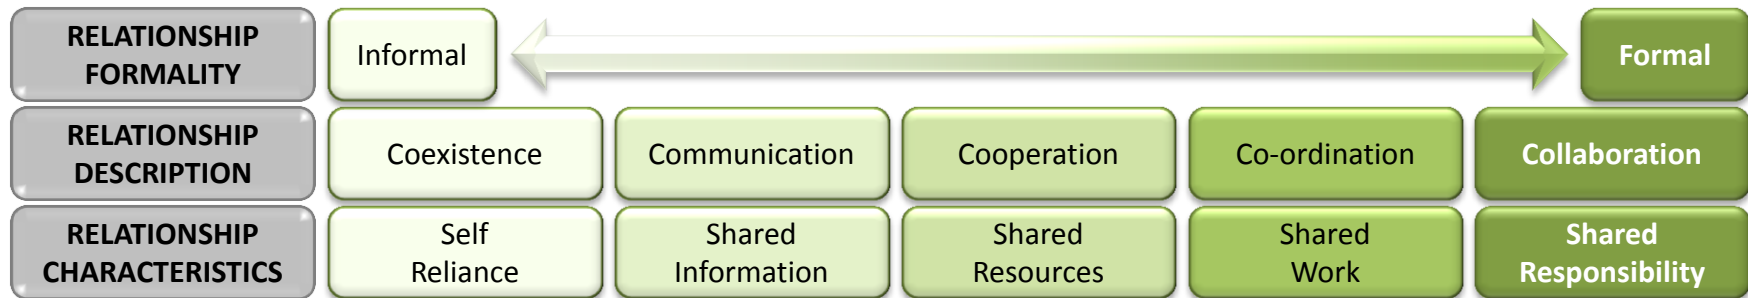 RELATIONSHIP
FORMALITY
Informal
Formal
RELATIONSHIP
DESCRIPTION
Coexistence
Communication
Cooperation
Co-ordination
Collaboration
RELATIONSHIP
CHARACTERISTICS
Self
Reliance
Shared
Information
Shared
Resources
Shared
Work
Shared
Responsibility